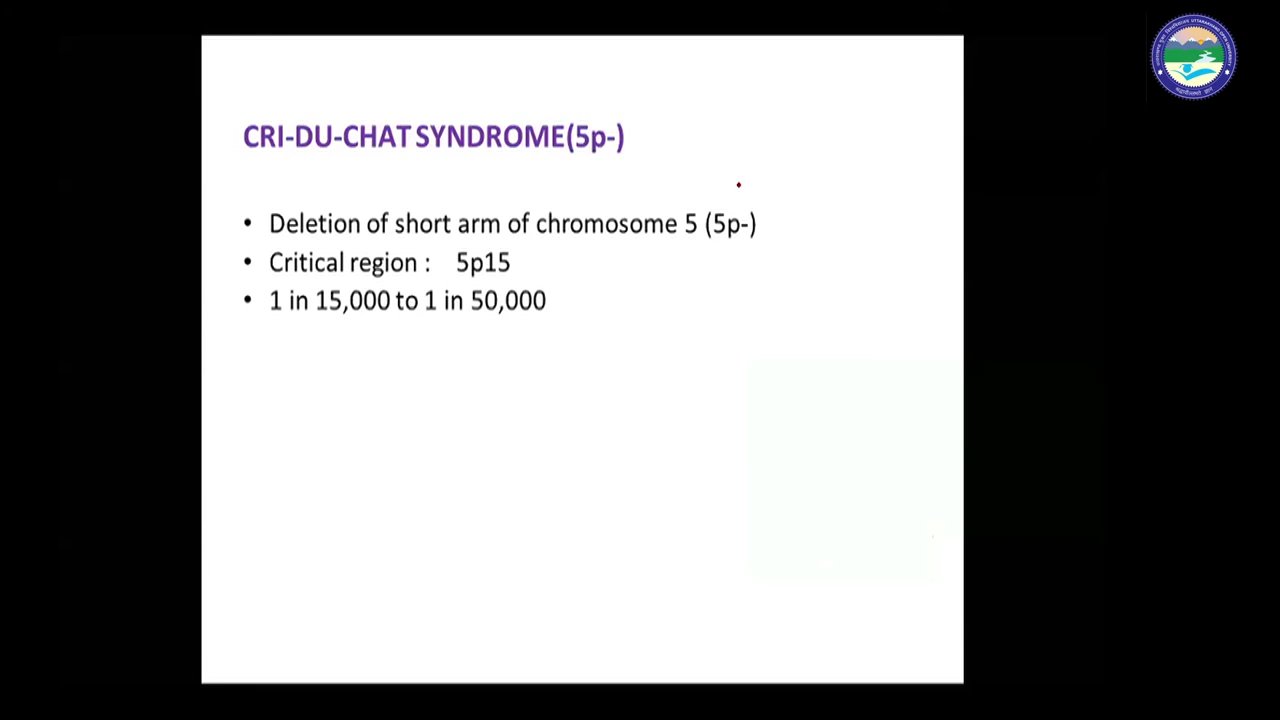 CRI-DU-CHAT SYNDROME(5p-)
• Deletion of short arm of chromosome 5 (5p-)
• Critical region : 5p15
• 1 in 15,000 to 1 in 50,000